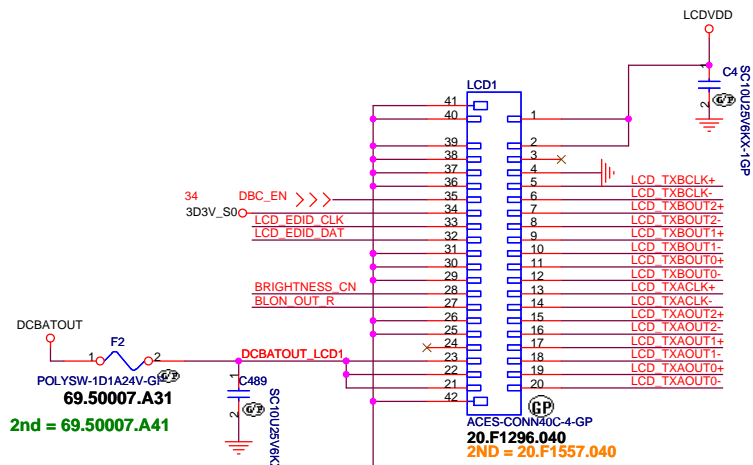 LCDVDD
1
C4
2
SC10U25V6KX-1GP
G/P
LCD1
41
40
39
38
37
36
35
34
33
32
31
30
29
28
27
26
25
24
23
22
21
42
1
2
3
4
5
6
7
8
9
10
11
12
13
14
15
16
17
18
19
20
LCD_TXBCLK+
LCD_TXBCLK-
LCD_TXBOUT2+
LCD_TXBOUT2-
LCD_TXBOUT1+
LCD_TXBOUT1-
LCD_TXBOUT0+
LCD_TXBOUT0-
LCD_TXACLK+
LCD_TXACLK-
LCD_TXAOUT2+
LCD_TXAOUT2-
LCD_TXAOUT1+
LCD_TXAOUT1-
LCD_TXAOUT0+
LCD_TXAOUT0-
34 DBC_EN
3D3V_S0
LCD_EDID_CLK
LCD_EDID_DAT
BRIGHTNESS_CN
BLON_OUT_R
DCBATOUT
F2
1 2
DCBATOUT_LCD1
POLYSW-1D1A24V-GP
G/P
69.50007.A31
2nd = 69.50007.A41
1
C489
2
G/P
SC10U25V6K
GP
ACES-CONN40C-4-GP
20.F1296.040
2ND = 20.F1557.040